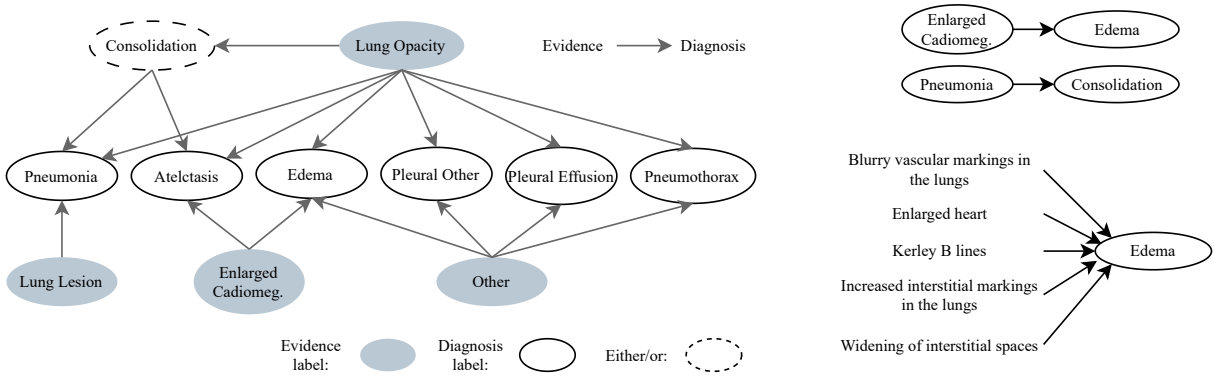 Consolidation
Lung Opacity
Evidence
Diagnosis
Pneumonia
Atelctasis
Edema
Pleural Other
Pleural Effusion
Pneumothorax
Lung Lesion
Enlarged
Cadiomeg.
Other
Evidence
label:
Diagnosis
label:
Either/or:
Enlarged
Cadiomeg.
Edema
Pneumonia
Consolidation
Blurry vascular markings in
the lungs
Enlarged heart
Kerley B lines
Increased interstitial markings
in the lungs
Widening of interstitial spaces
Edema